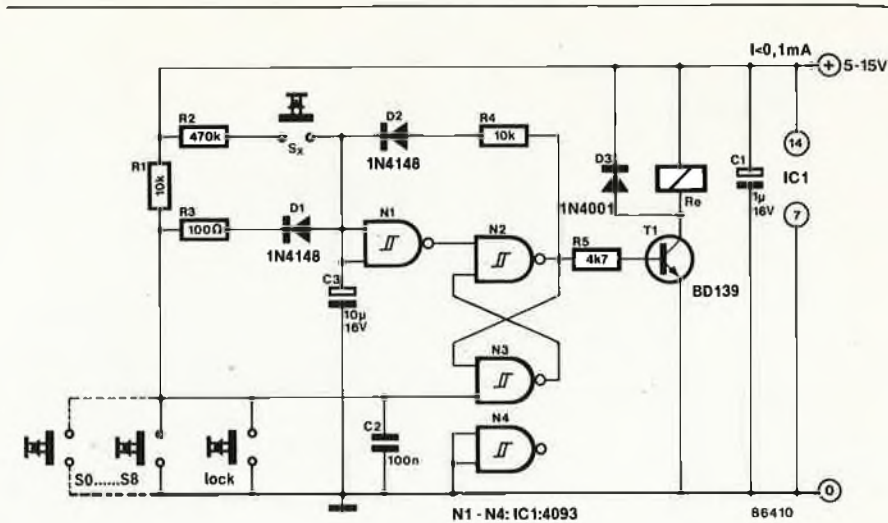 I<0,1mA
5-15V
R2
470k
Sx
D2
1N4148
R4
10k
R1
10k
R3
100Ω
D1
1N4148
N1
N2
D3
1N4001
Re
C1
1µ
16V
14
IC1
7
R5
4k7
T1
BD139
C3
10µ
16V
N3
N4
C2
100n
S0......S8
lock
N1 - N4: IC1:4093
86410
0